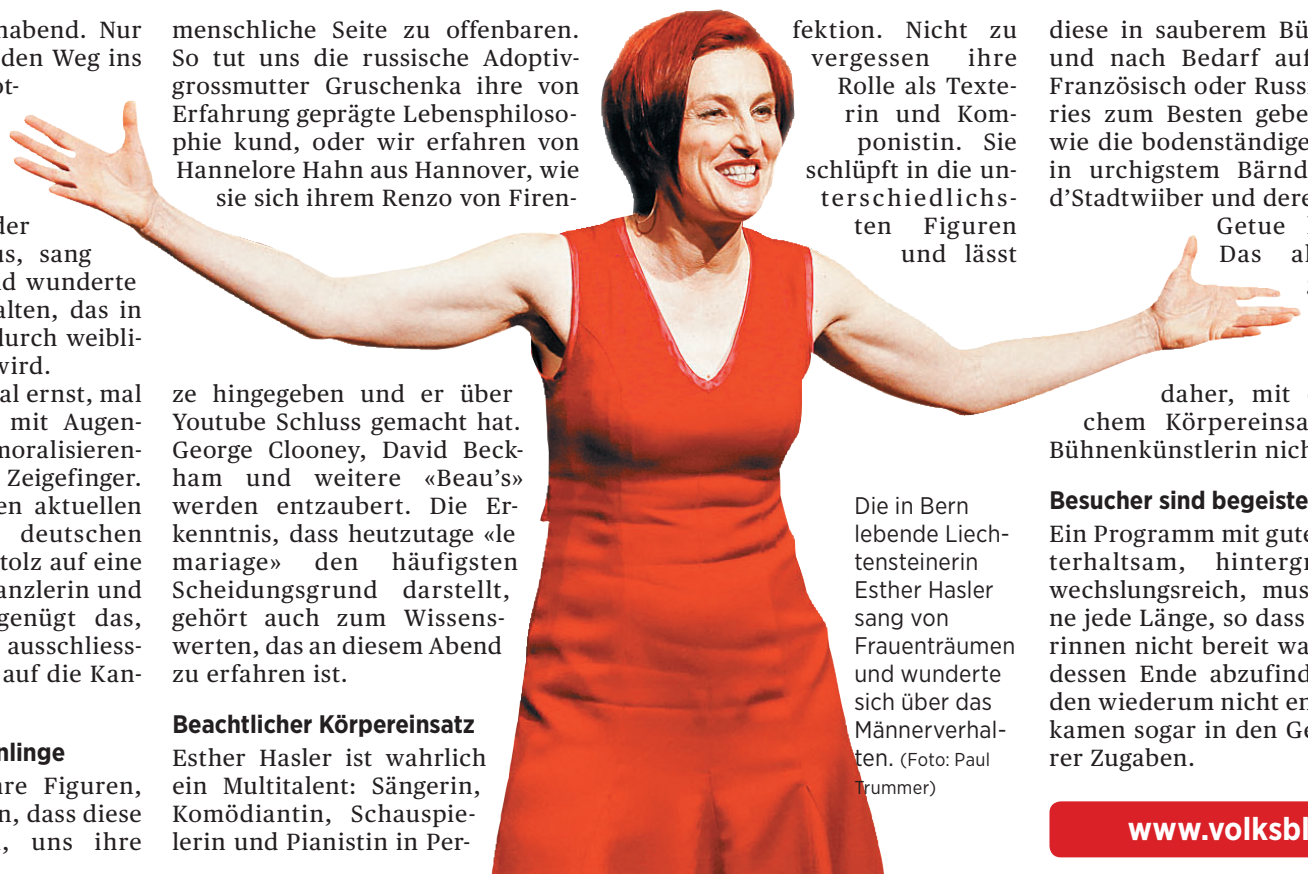 nabend. Nur
den Weg ins
ot-
der
us, sang
d wunderte
alten, das in
durch weibli-
wird.
al ernst, mal
mit Augen-
moralisieren-
Zeigefinger.
en aktuellen
deutschen
tolz auf eine
anzlerin und
genügt das,
ausschliess-
auf die Kan-
nlinge
re Figuren,
n, dass diese
, uns ihre
menschliche Seite zu offenbaren.
So tut uns die russische Adoptiv-
grossmutter Gruschenka ihre von
Erfahrung geprägte Lebensphiloso-
phie kund, oder wir erfahren von
Hannelore Hahn aus Hannover, wie
sie sich ihrem Renzo von Firen-
ze hingegeben und er über
Youtube Schluss gemacht hat.
George Clooney, David Beck-
ham und weitere «Beau’s»
werden entzaubert. Die Er-
kenntnis, dass heutzutage «le
mariage» den häufigsten
Scheidungsgrund darstellt,
gehört auch zum Wissens-
werten, das an diesem Abend
zu erfahren ist.
Beachtlicher Körpereinsatz
Esther Hasler ist wahrlich
ein Multitalent: Sängerin,
Komödiantin, Schauspie-
lerin und Pianistin in Per-
fektion. Nicht zu
vergessen ihre
Rolle als Texte-
rin und Kom-
ponistin. Sie
schlüpft in die un-
terschiedlichs-
ten Figuren
und lässt
Die in Bern
lebende Liech-
tensteinerin
Esther Hasler
sang von
Frauenträumen
und wunderte
sich über das
Männerverhal-
ten. (Foto: Paul
Trummer)
diese in sauberem Bü
und nach Bedarf auf
Französisch oder Russi
ries zum Besten gebe
wie die bodenständige
in urchigstem Bärnd
d’Stadtwiiber und dere
Getue
Das al
daher, mit
chem Körpereinsa
Bühnenkünstlerin nich
Besucher sind begeiste
Ein Programm mit gute
terhaltsam, hintergr
wechslungsreich, mus
ne jede Länge, so dass
rinnen nicht bereit wa
dessen Ende abzufind
den wiederum nicht en
kamen sogar in den Ge
rer Zugaben.
www.volksbl